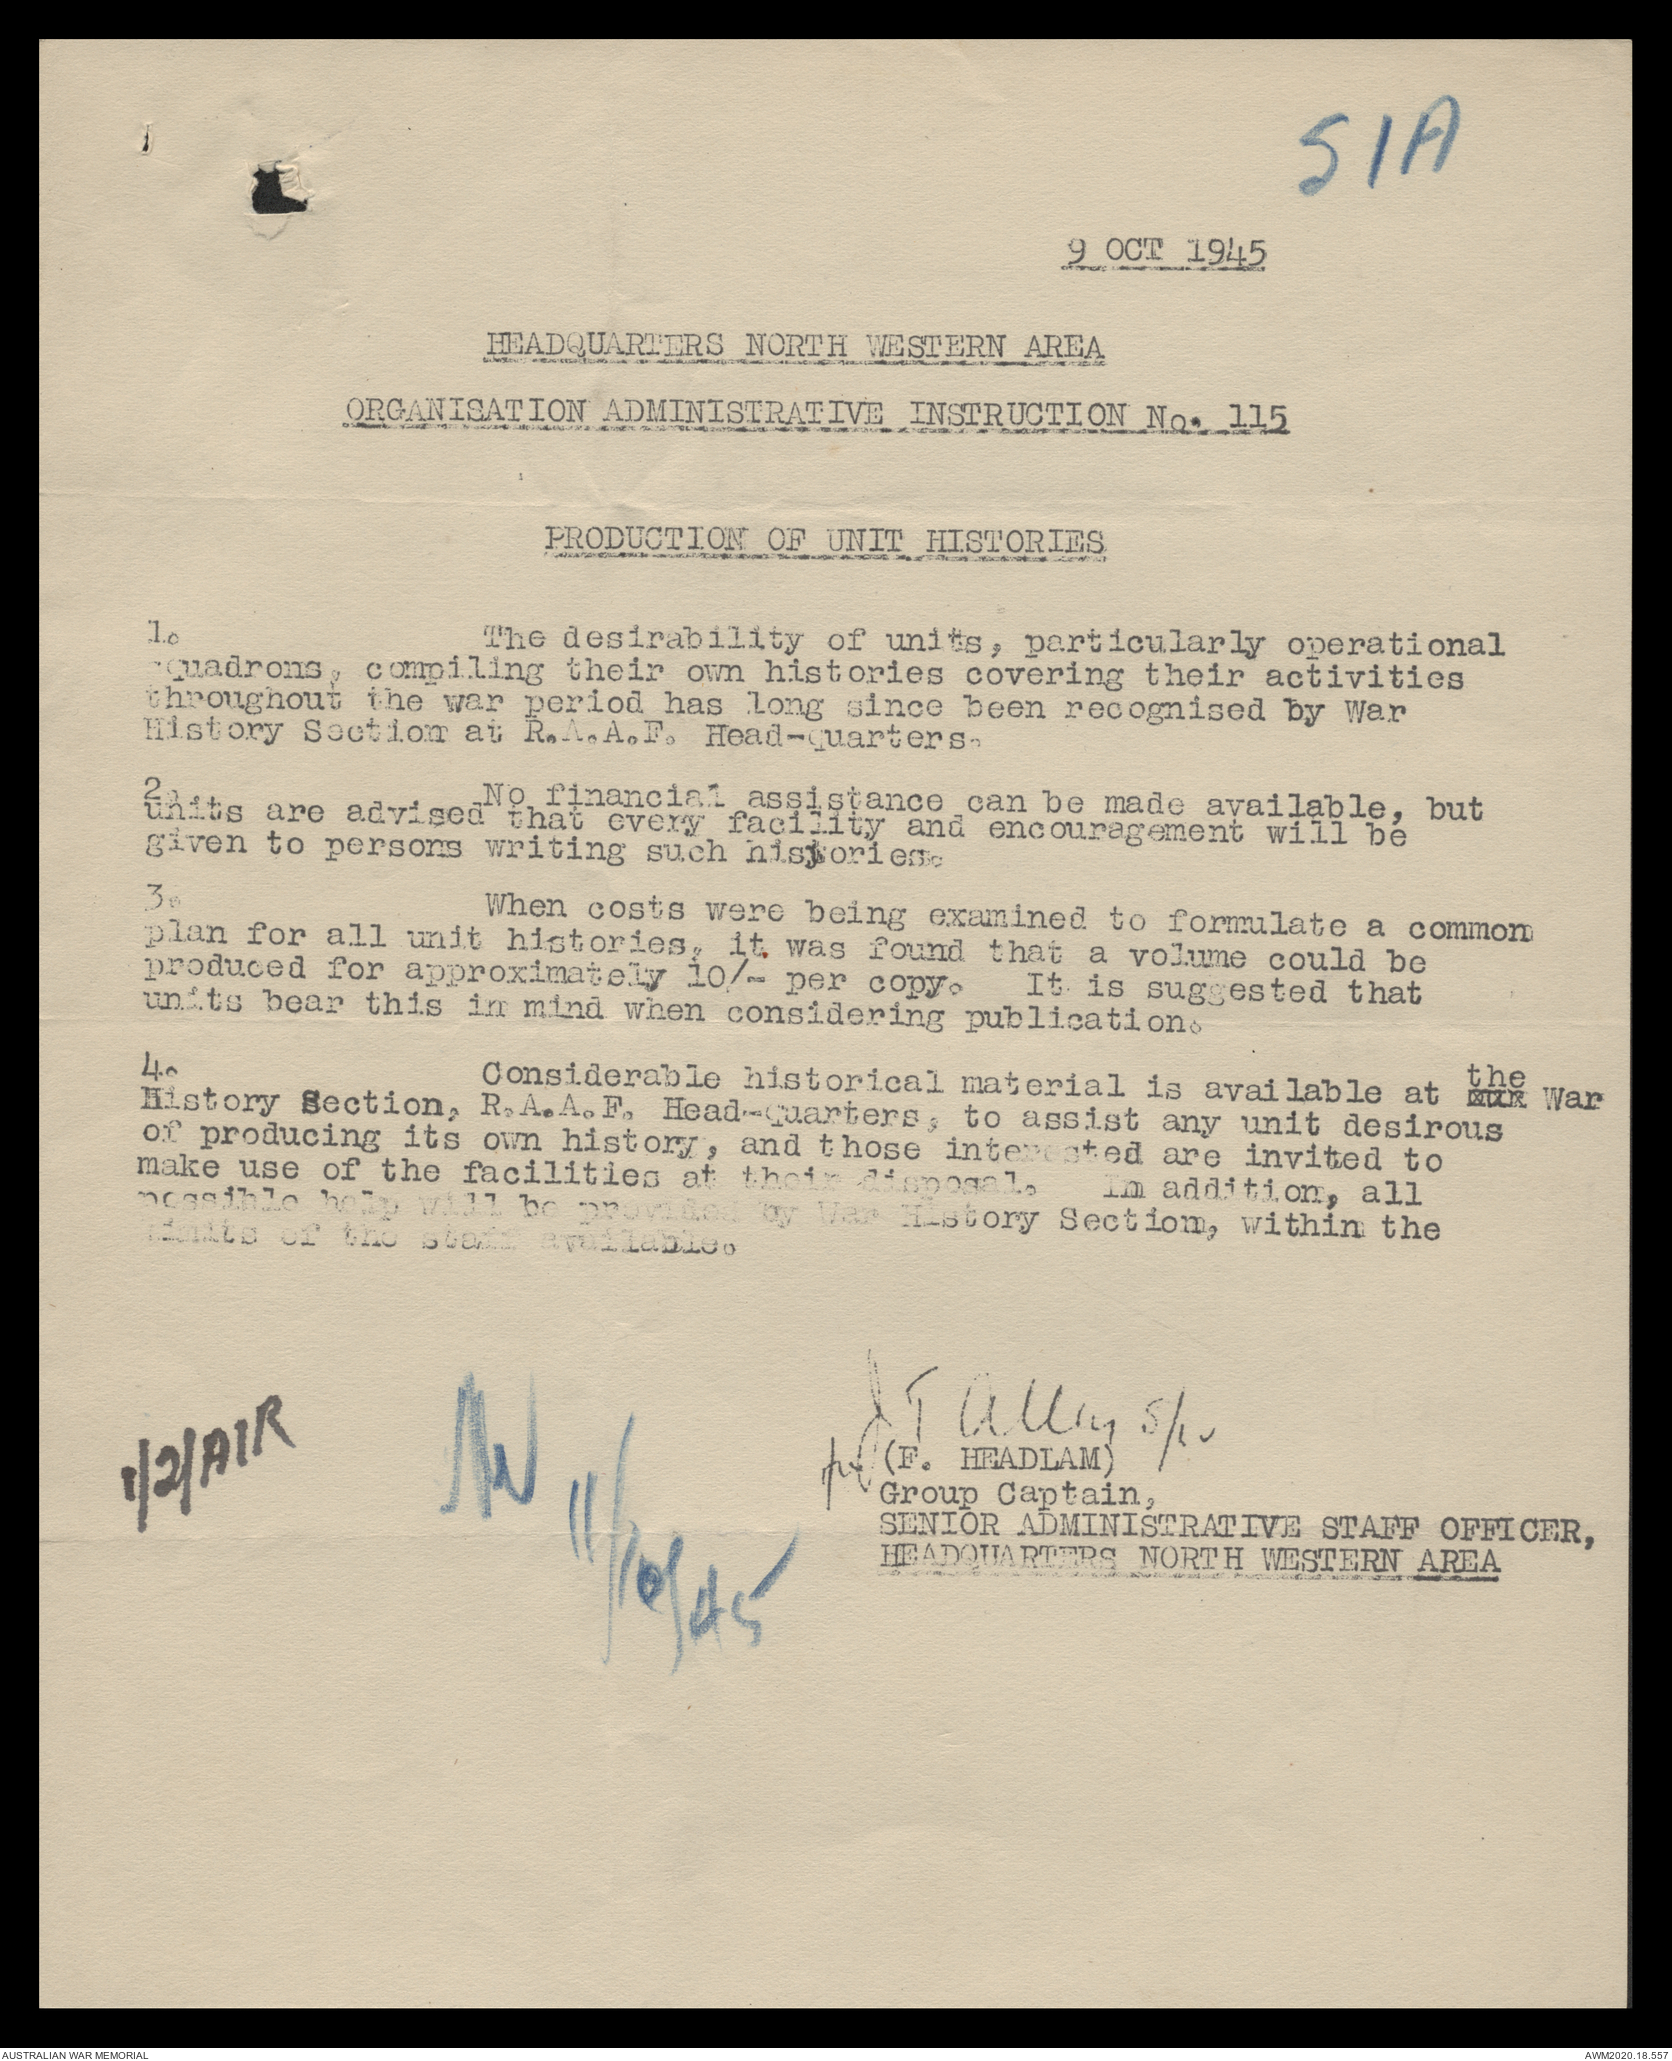 51A
9 OCT 1945
HEADQUARTERS NORTH WESTERN AREA
ORGANISATION ADMINISTRATIVE INSTRUCTION No. 115
PRODUCTION OF UNIT HISTORIES
1. The desirability of units, particularly operational
squadrons, compiling their own histories covering their activities
throughout the war period has long since been recognised by War
History Section at R.A.A.F. Head-quarters.
2. No financial assistance can be made available, but
units are advised that every facility and encouragement will be
given to persons writing such histories.
3. When costs were being examined to formulate a common
plan for all unit histories, it was found that a volume could be
produced for approximately 10/- per copy. It is suggested that
units bear this in mind when considering publication.
4. Considerable historical material is available at the War
History Section, R.A.A.F. Head-quarters, to assist any unit desirous
of producing its own history, and those interested are invited to
make use of the facilities at their disposal. In addition, all
possible help will be provided by War History Section, within the
limits of the staff available.
1/2/AIR
11/10/45
(F. HEADLAM)
Group Captain,
SENIOR ADMINISTRATIVE STAFF OFFICER,
HEADQUARTERS NORTH WESTERN AREA
AUSTRALIAN WAR MEMORIAL
AWM2020.18.557